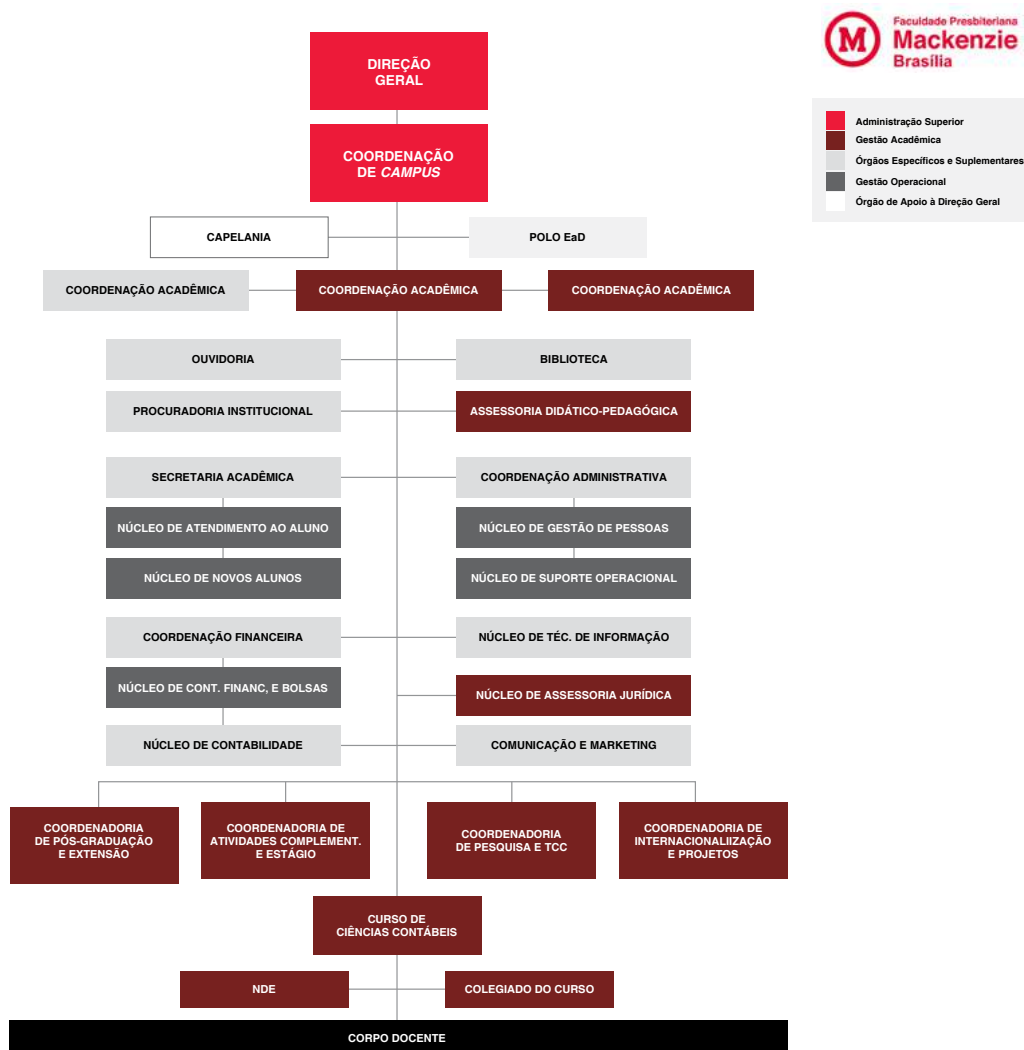 Faculdade Presbiteriana
M Mackenzie
Brasília
DIREÇÃO
GERAL
Administração Superior
Gestão Acadêmica
Órgãos Específicos e Suplementares
Gestão Operacional
Órgão de Apoio à Direção Geral
COORDENAÇÃO
DE CAMPUS
CAPELANIA
POLO EaD
COORDENAÇÃO ACADÊMICA
COORDENAÇÃO ACADÊMICA
COORDENAÇÃO ACADÊMICA
OUVIDORIA
BIBLIOTECA
PROCURADORIA INSTITUCIONAL
ASSESSORIA DIDÁTICO-PEDAGÓGICA
SECRETARIA ACADÊMICA
COORDENAÇÃO ADMINISTRATIVA
NÚCLEO DE ATENDIMENTO AO ALUNO
NÚCLEO DE GESTÃO DE PESSOAS
NÚCLEO DE NOVOS ALUNOS
NÚCLEO DE SUPORTE OPERACIONAL
COORDENAÇÃO FINANCEIRA
NÚCLEO DE TÉC. DE INFORMAÇÃO
NÚCLEO DE CONT. FINANC, E BOLSAS
NÚCLEO DE ASSESSORIA JURÍDICA
NÚCLEO DE CONTABILIDADE
COMUNICAÇÃO E MARKETING
COORDENADORIA
DE PÓS-GRADUAÇÃO
E EXTENSÃO
COORDENADORIA DE
ATIVIDADES COMPLEMENT.
E ESTÁGIO
COORDENADORIA
DE PESQUISA E TCC
COORDENADORIA DE
INTERNACIONALIIZAÇÃO
E PROJETOS
CURSO DE
CIÊNCIAS CONTÁBEIS
NDE
COLEGIADO DO CURSO
CORPO DOCENTE